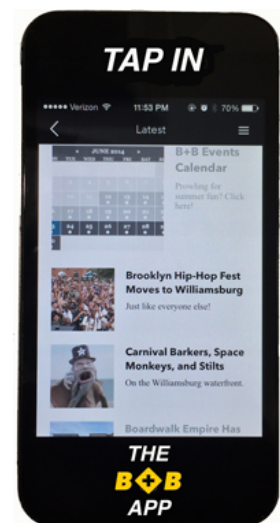 TAP IN
Verizon 11:53 PM 70%
Latest
JUNE 2014
B+B Events
Calendar
Prowling for
summer fun? Click
here!
Brooklyn Hip-Hop Fest
Moves to Williamsburg
Just like everyone else!
Carnival Barkers, Space
Monkeys, and Stilts
On the Williamsburg waterfront.
Boardwalk Empire Has
THE
B+B
APP